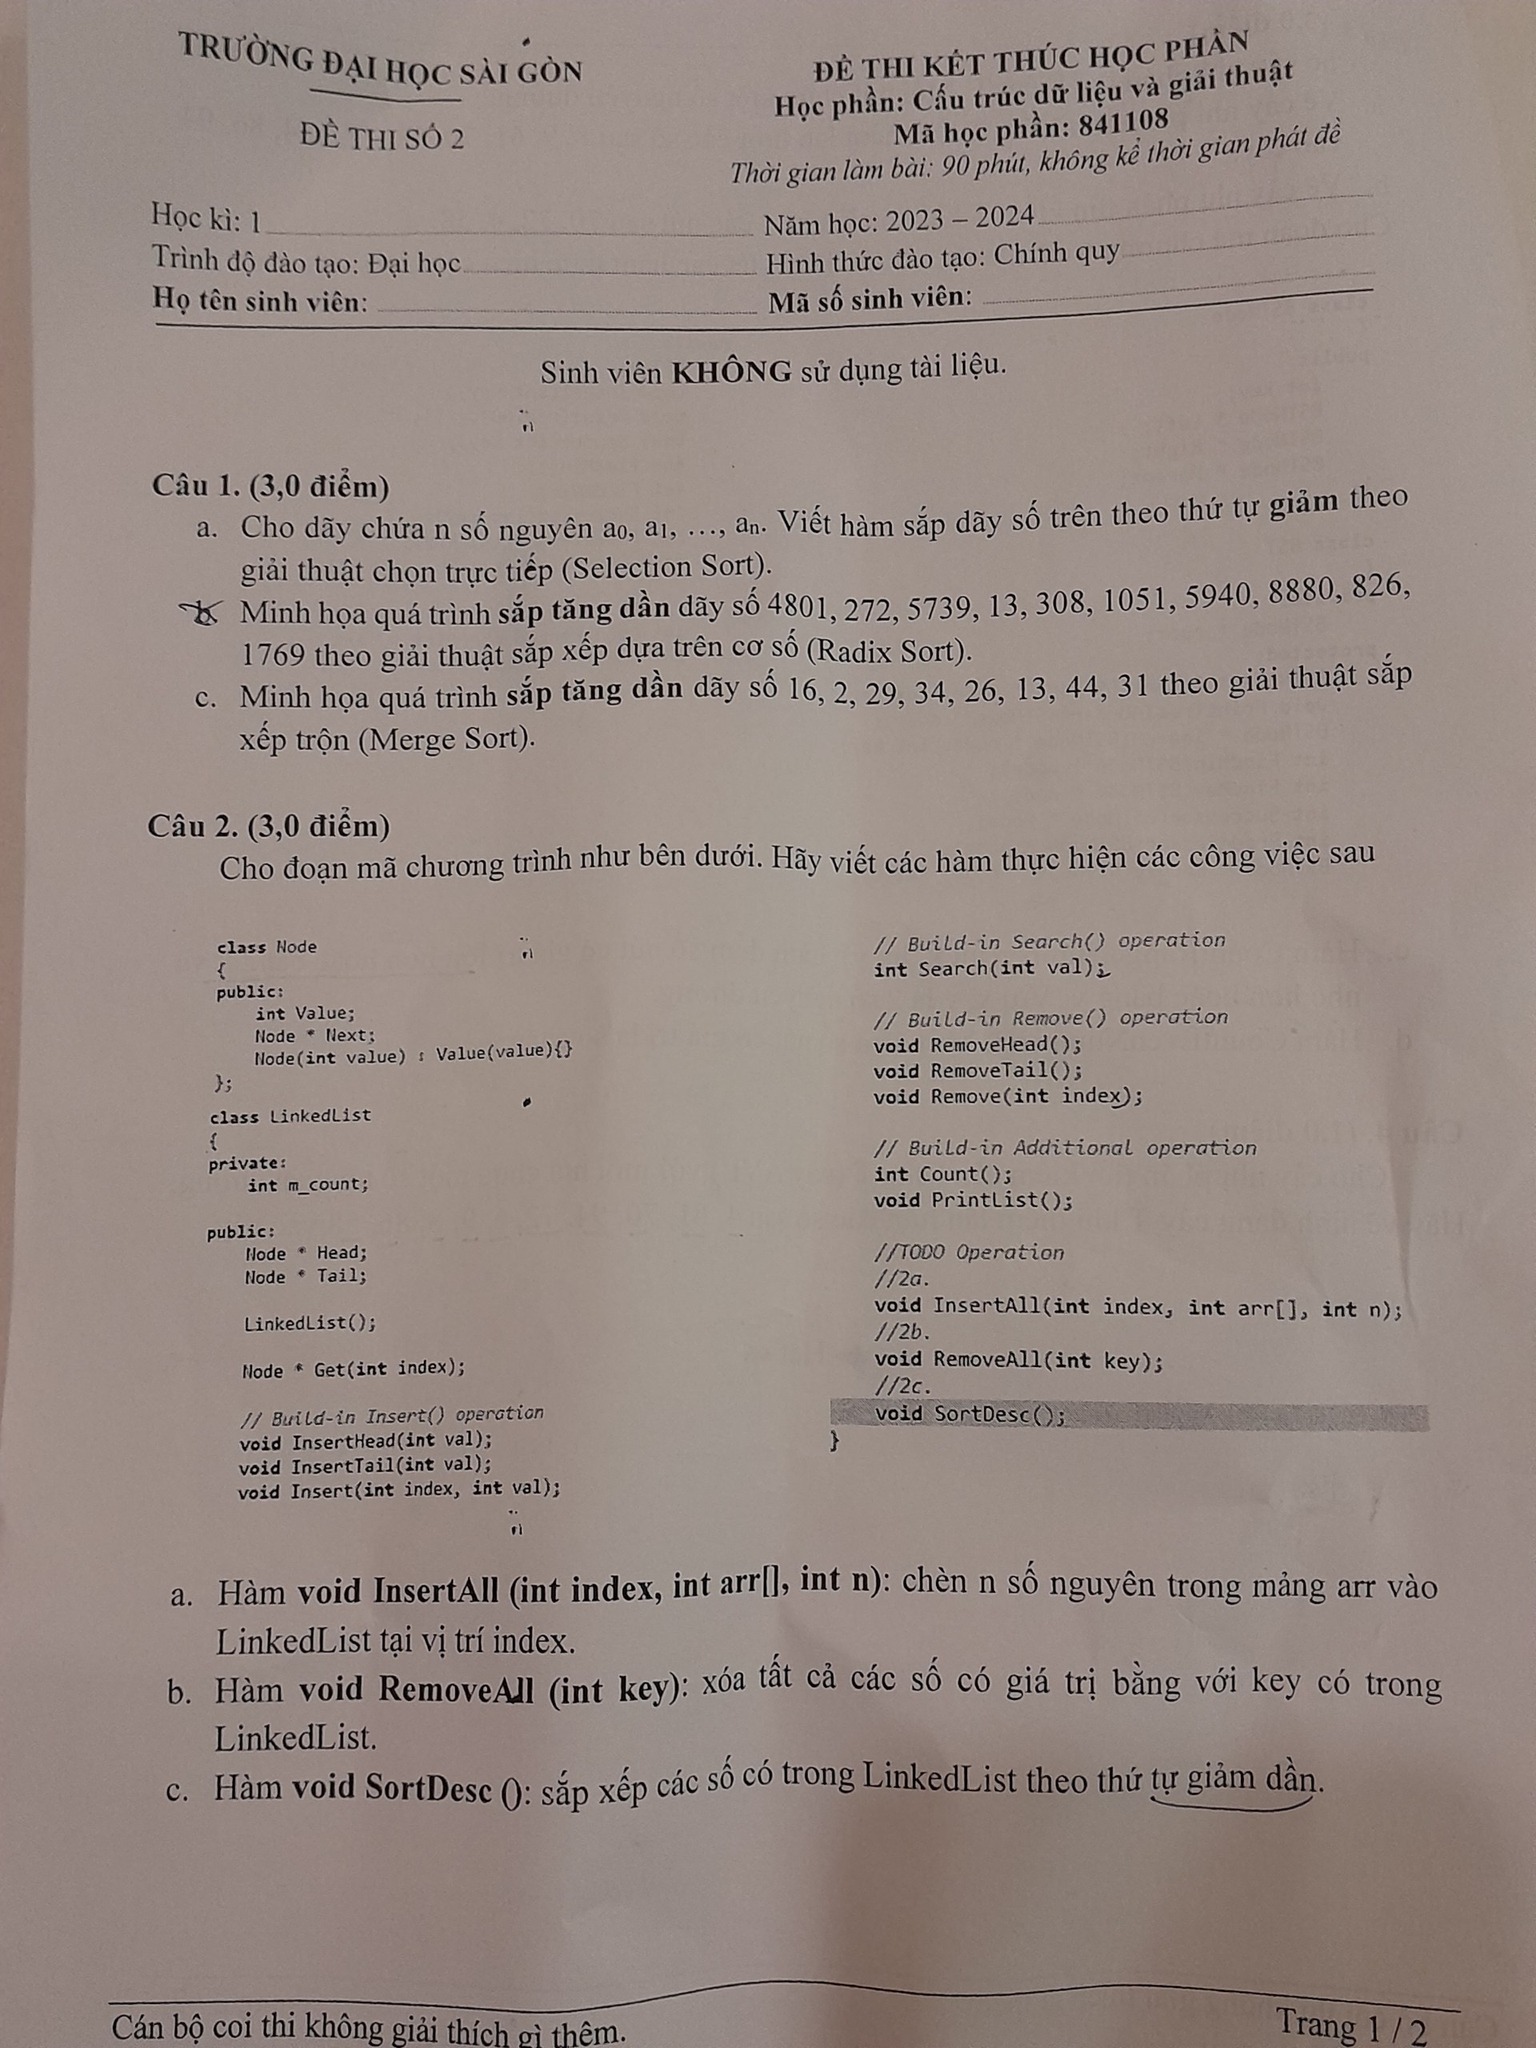 TRƯỜNG ĐẠI HỌC SÀI GÒN
ĐỀ THI SỐ 2
ĐỀ THI KẾT THÚC HỌC PHẦN
Học phần: Cấu trúc dữ liệu và giải thuật
Mã học phần: 841108
Thời gian làm bài: 90 phút, không kể thời gian phát đề
Học kì: 1
Năm học: 2023 – 2024
Trình độ đào tạo: Đại học
Hình thức đào tạo: Chính quy
Họ tên sinh viên:
Mã số sinh viên:
Sinh viên KHÔNG sử dụng tài liệu.
Câu 1. (3,0 điểm)
a. Cho dãy chứa n số nguyên a0, a1, …, an. Viết hàm sắp dãy số trên theo thứ tự giảm theo
giải thuật chọn trực tiếp (Selection Sort).
b. Minh họa quá trình sắp tăng dần dãy số 4801, 272, 5739, 13, 308, 1051, 5940, 8880, 826,
1769 theo giải thuật sắp xếp dựa trên cơ số (Radix Sort).
c. Minh họa quá trình sắp tăng dần dãy số 16, 2, 29, 34, 26, 13, 44, 31 theo giải thuật sắp
xếp trộn (Merge Sort).
Câu 2. (3,0 điểm)
Cho đoạn mã chương trình như bên dưới. Hãy viết các hàm thực hiện các công việc sau
class Node
{
public:
int Value;
Node * Next;
Node(int value) : Value(value){}
};
class LinkedList
{
private:
int m_count;
public:
Node * Head;
Node * Tail;
LinkedList();
Node * Get(int index);
// Build-in Insert() operation
void InsertHead(int val);
void InsertTail(int val);
void Insert(int index, int val);
// Build-in Search() operation
int Search(int val);
// Build-in Remove() operation
void RemoveHead();
void RemoveTail();
void Remove(int index);
// Build-in Additional operation
int Count();
void PrintList();
//TODO Operation
//2a.
void InsertAll(int index, int arr[], int n);
//2b.
void RemoveAll(int key);
//2c.
void SortDesc();
}
a. Hàm void InsertAll (int index, int arr[], int n): chèn n số nguyên trong mảng arr vào
LinkedList tại vị trí index.
b. Hàm void RemoveAll (int key): xóa tất cả các số có giá trị bằng với key có trong
LinkedList.
c. Hàm void SortDesc (): sắp xếp các số có trong LinkedList theo thứ tự giảm dần.
Cán bộ coi thi không giải thích gì thêm.
Trang 1 / 2